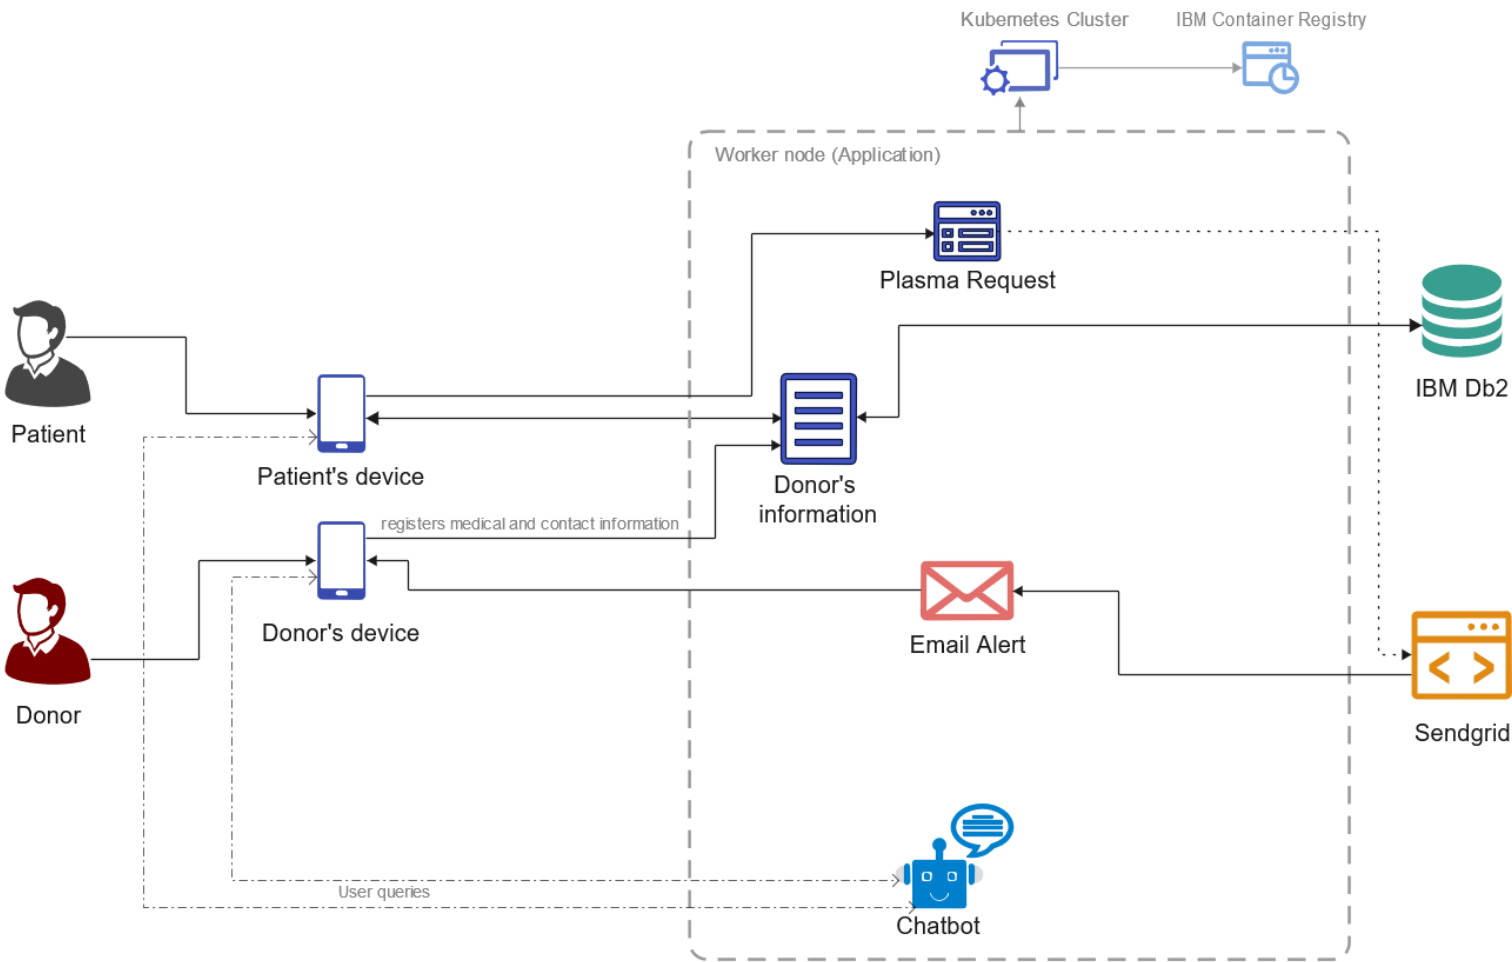 Kubernetes Cluster
IBM Container Registry
Worker node (Application)
Plasma Request
IBM Db2
Patient
Patient's device
Donor's
information
registers medical and contact information
Donor's device
Email Alert
Donor
Sendgrid
User queries
Chatbot